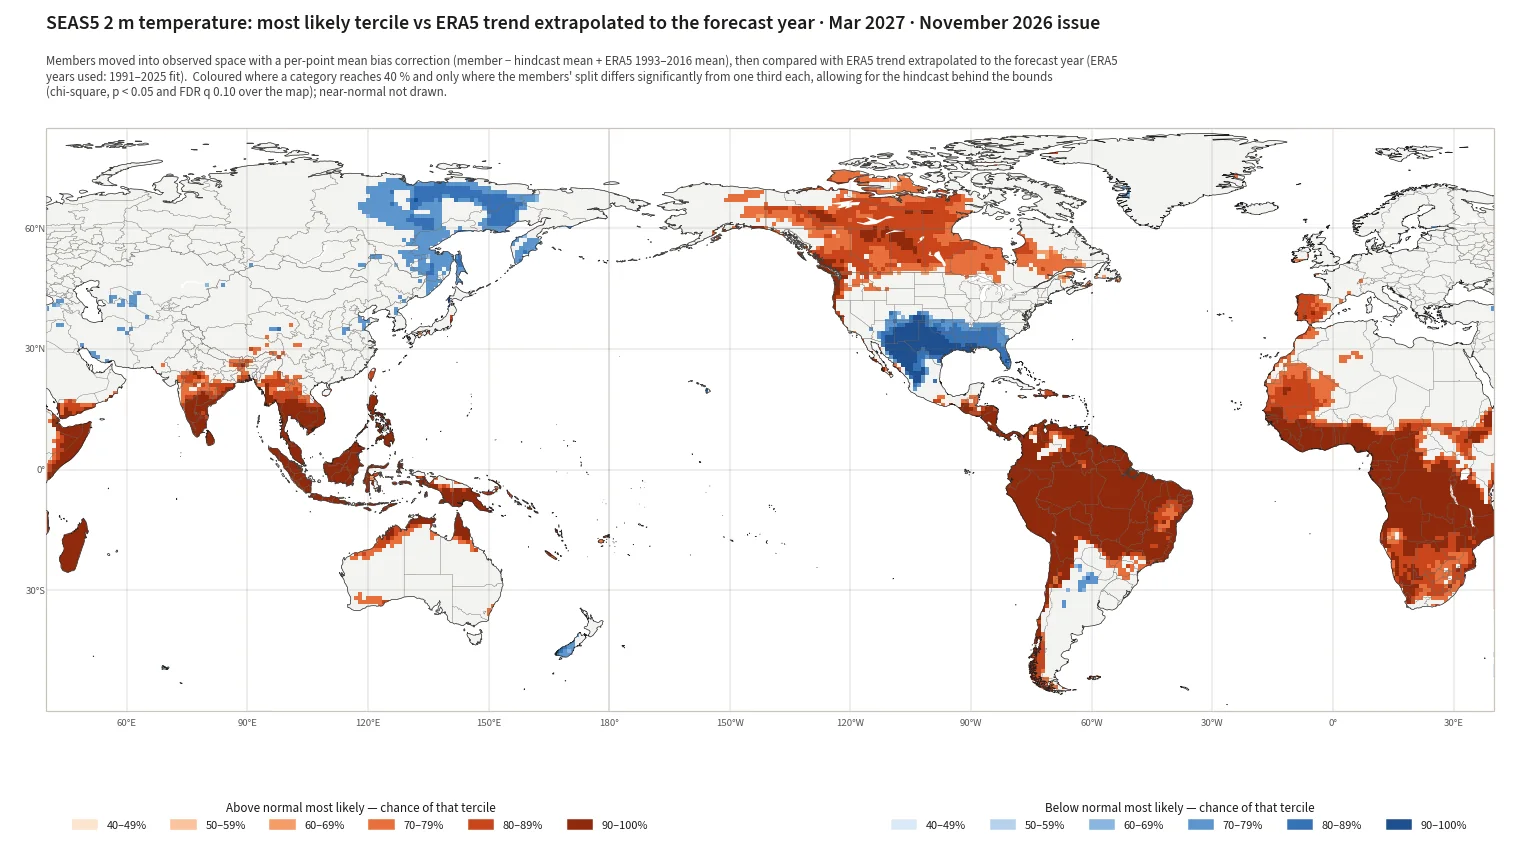 SEAS5 2 m temperature: most likely tercile vs ERA5 trend extrapolated to the forecast year · Mar 2027 · November 2026 issue
Members moved into observed space with a per-point mean bias correction (member − hindcast mean + ERA5 1993–2016 mean), then compared with ERA5 trend extrapolated to the forecast year (ERA5
years used: 1991–2025 fit). Coloured where a category reaches 40 % and only where the members' split differs significantly from one third each, allowing for the hindcast behind the bounds
(chi-square, p < 0.05 and FDR q 0.10 over the map); near-normal not drawn.
60°N
30°N
0°
30°S
60°E 90°E 120°E 150°E 180° 150°W 120°W 90°W 60°W 30°W 0° 30°E
Above normal most likely — chance of that tercile
40–49% 50–59% 60–69% 70–79% 80–89% 90–100%
Below normal most likely — chance of that tercile
40–49% 50–59% 60–69% 70–79% 80–89% 90–100%